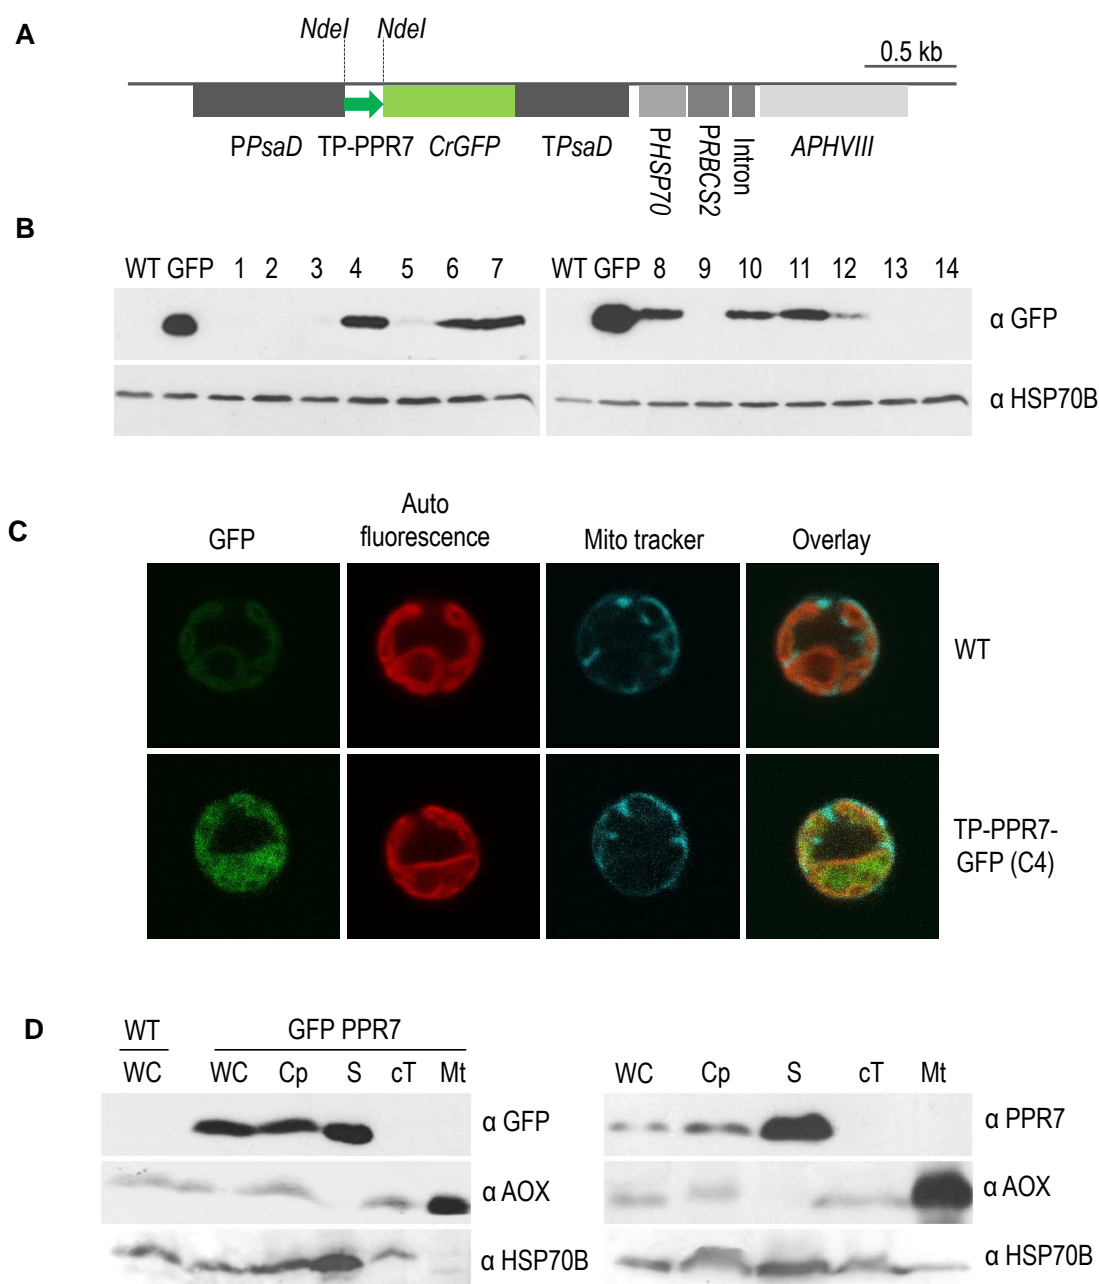 A
NdeI NdeI
0.5 kb
PPsaD TP-PPR7 CrGFP TPsaD PHSP70 PRBCS2 Intron APHVIII
B
WT GFP 1 2 3 4 5 6 7 WT GFP 8 9 10 11 12 13 14
α GFP
α HSP70B
C
GFP Auto fluorescence Mito tracker Overlay
WT
TP-PPR7-
GFP (C4)
D
WT GFP PPR7
WC WC Cp S cT Mt WC Cp S cT Mt
α GFP α PPR7
α AOX α AOX
α HSP70B α HSP70B